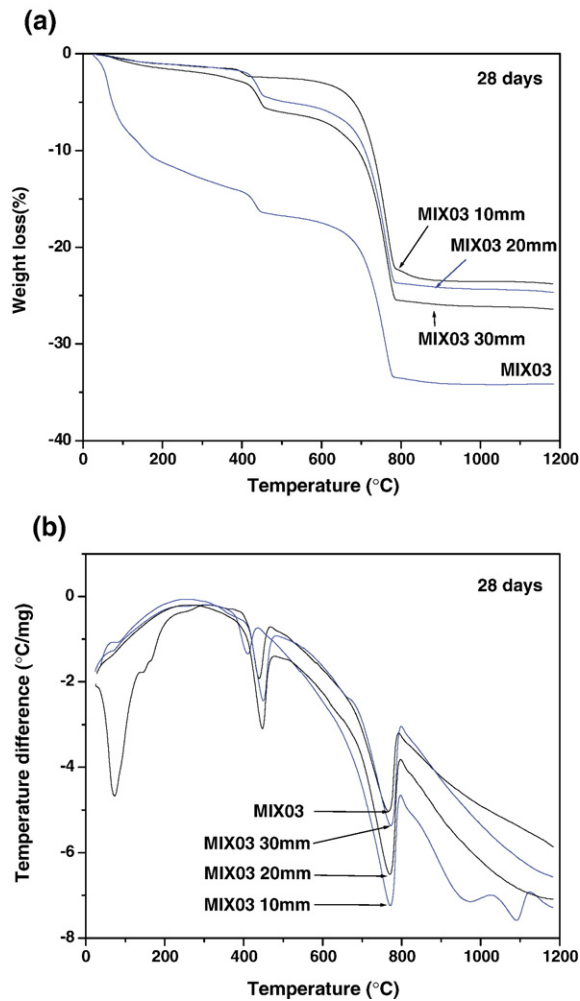 (a)
0
-10
-20
-30
-40
Weight loss(%)
28 days
MIX03 10mm
MIX03 20mm
MIX03 30mm
MIX03
0 200 400 600 800 1000 1200
Temperature (°C)
(b)
0
-2
-4
-6
-8
Temperature difference (°C/mg)
28 days
MIX03
MIX03 30mm
MIX03 20mm
MIX03 10mm
0 200 400 600 800 1000 1200
Temperature (°C)